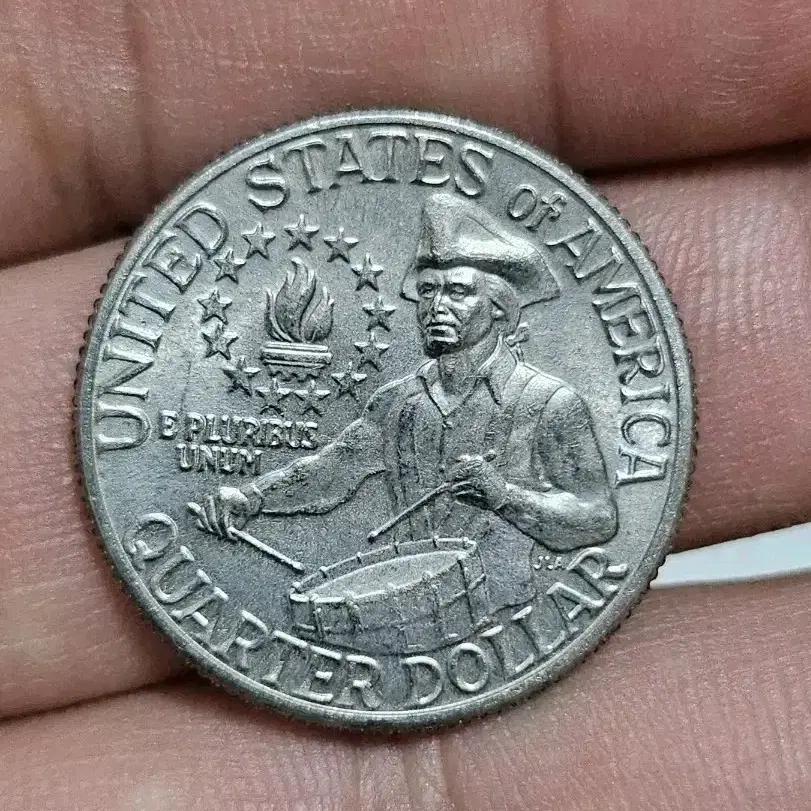 UNITED STATES of AMERICA
E PLURIBUS
UNUM
JLA
QUARTER DOLLAR